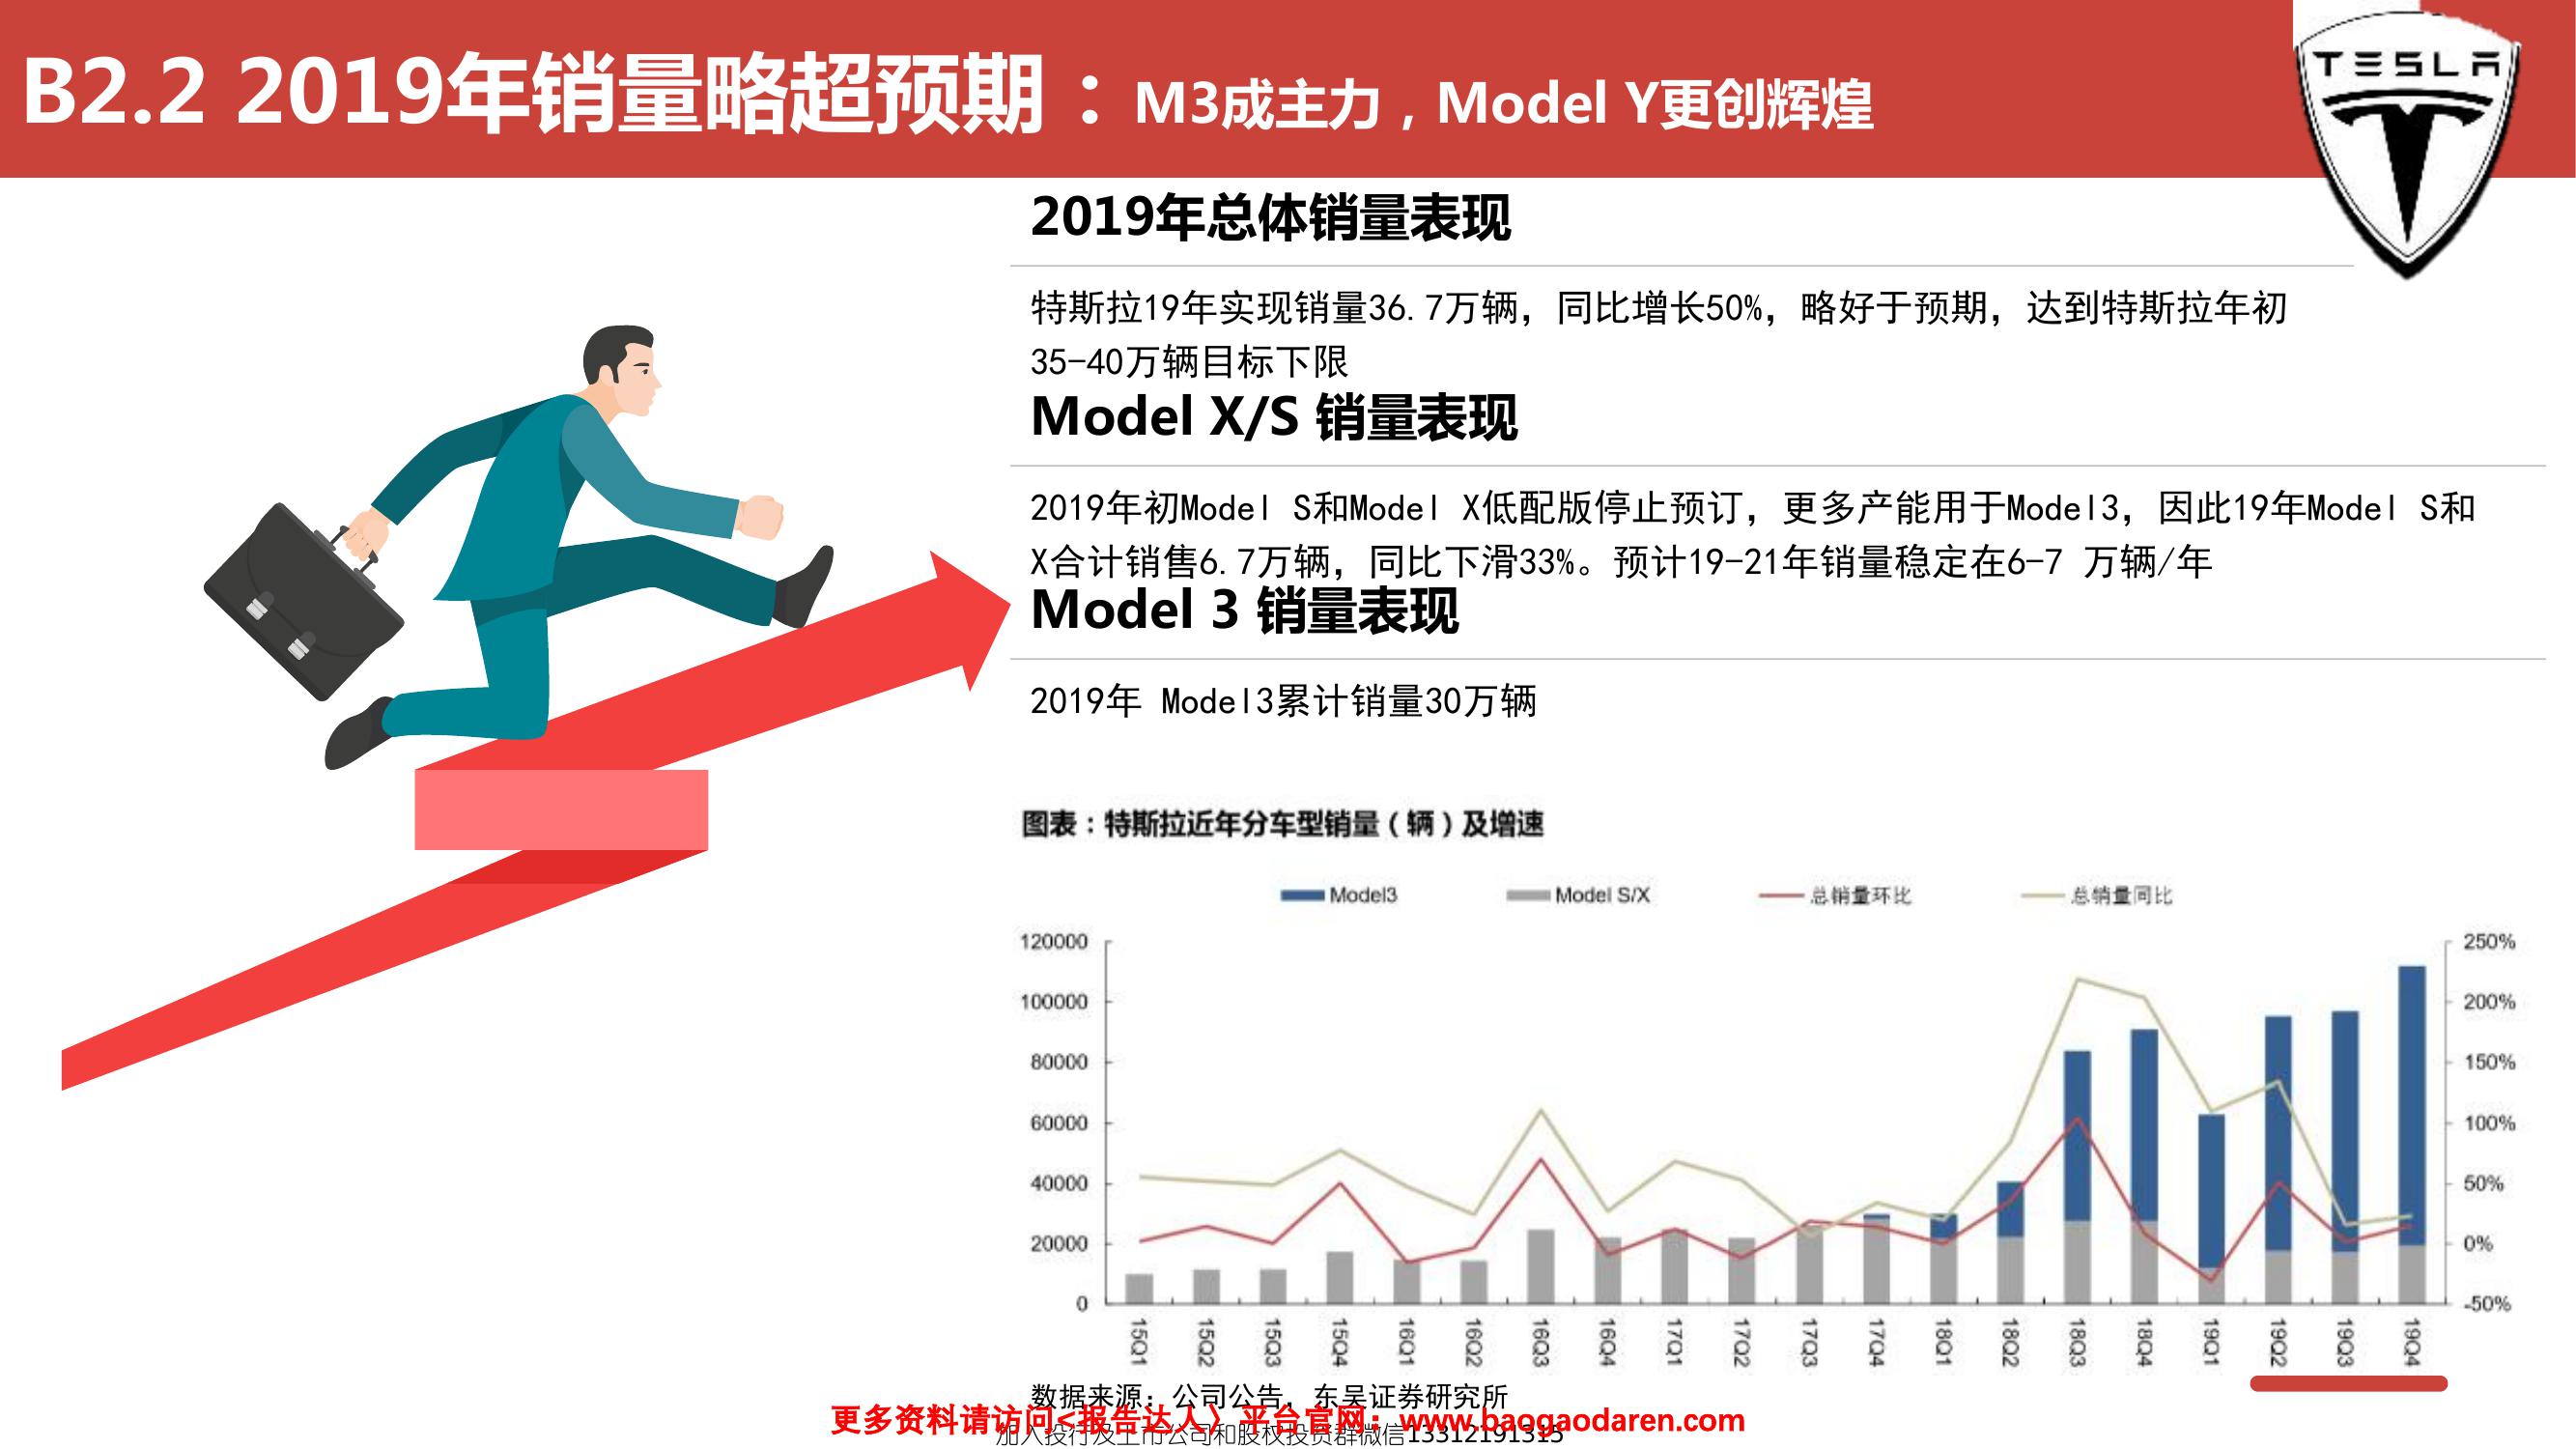 B2.2 2019年销量略超预期：M3成主力，Model Y更创辉煌
TESLA
2019年总体销量表现
特斯拉19年实现销量36.7万辆，同比增长50%，略好于预期，达到特斯拉年初
35-40万辆目标下限
Model X/S 销量表现
2019年初Model S和Model X低配版停止预订，更多产能用于Model3，因此19年Model S和
X合计销售6.7万辆，同比下滑33%。预计19-21年销量稳定在6-7 万辆/年
Model 3 销量表现
2019年 Model3累计销量30万辆
图表：特斯拉近年分车型销量（辆）及增速
Model3 Model S/X 总销量环比 总销量同比
120000 250%
100000 200%
80000 150%
60000 100%
40000 50%
20000 0%
0 -50%
15Q1 15Q2 15Q3 15Q4 16Q1 16Q2 16Q3 16Q4 17Q1 17Q2 17Q3 17Q4 18Q1 18Q2 18Q3 18Q4 19Q1 19Q2 19Q3 19Q4
数据来源：公司公告，东吴证券研究所
更多资料请访问<报告达人》平台官网：www.baogaodaren.com
加入投行及上市公司和股权投资群微信13312191315